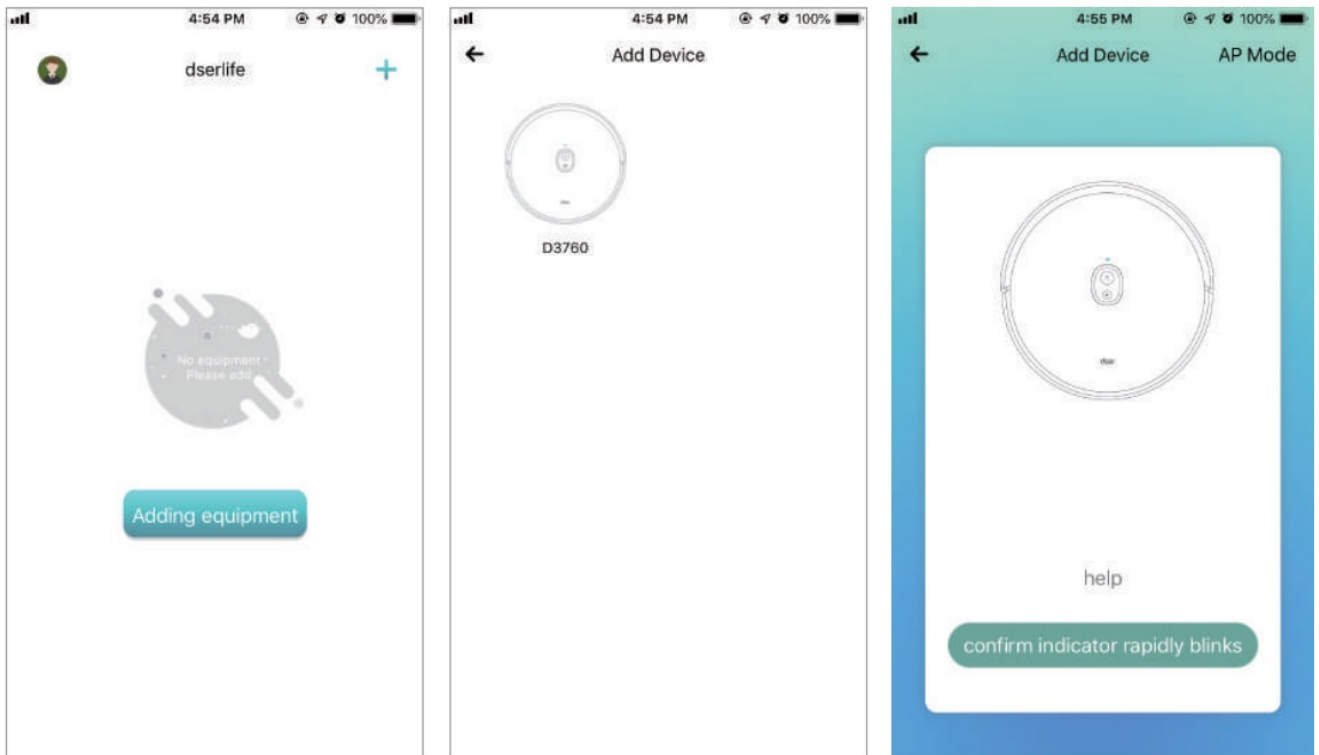 4:54 PM
100%
dserlife
+
No equipment
Please add
Adding equipment
4:54 PM
100%
Add Device
D3760
4:55 PM
100%
Add Device
AP Mode
help
confirm indicator rapidly blinks